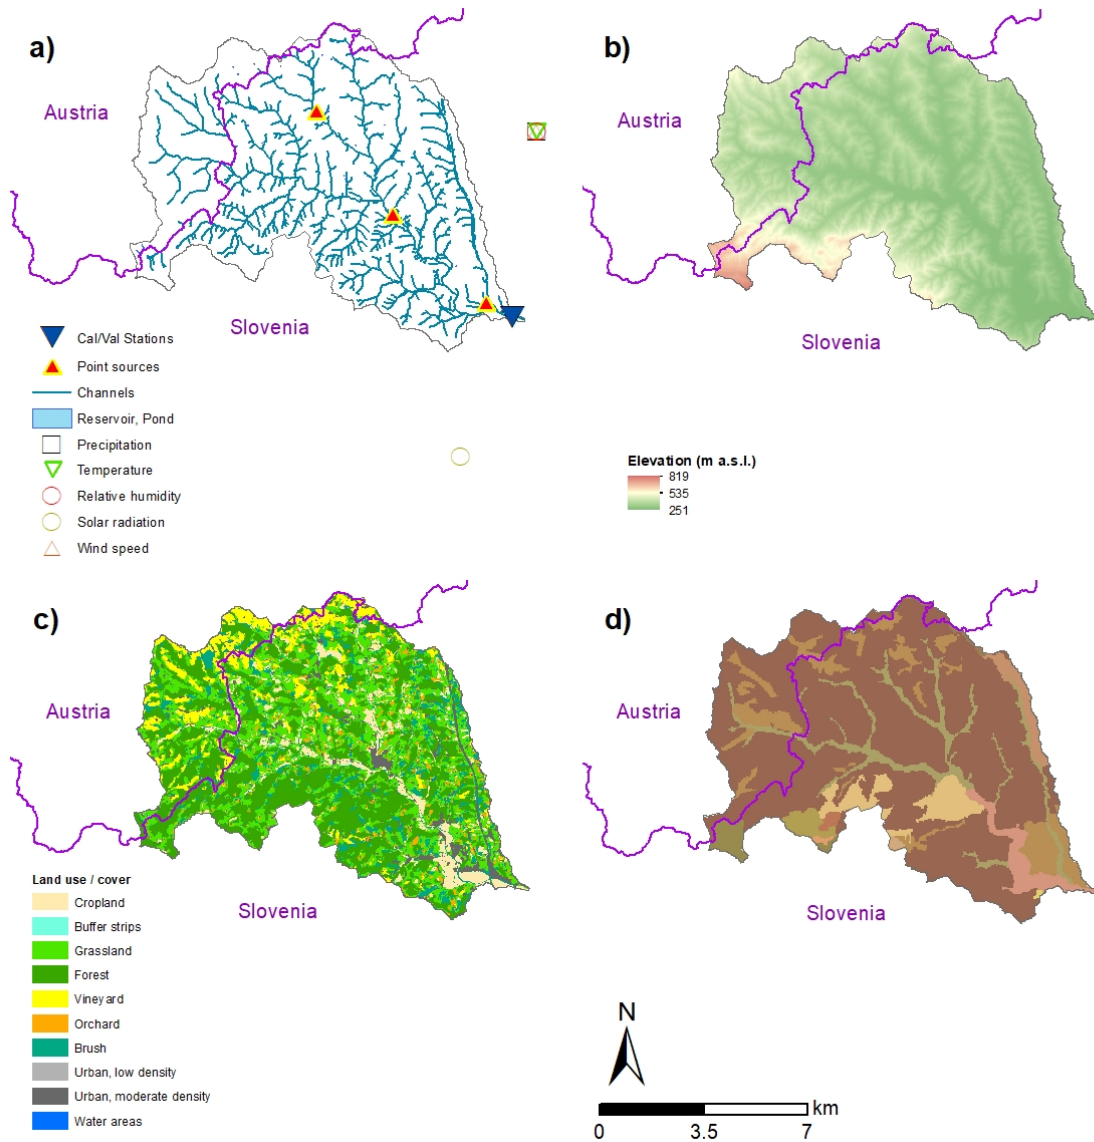 a)
Austria
Slovenia
Cal/Val Stations
Point sources
Channels
Reservoir, Pond
Precipitation
Temperature
Relative humidity
Solar radiation
Wind speed
b)
Austria
Slovenia
Elevation (m a.s.l.)
819
535
251
c)
Austria
Slovenia
Land use / cover
Cropland
Buffer strips
Grassland
Forest
Vineyard
Orchard
Brush
Urban, low density
Urban, moderate density
Water areas
d)
Austria
Slovenia
N
km
0 3.5 7